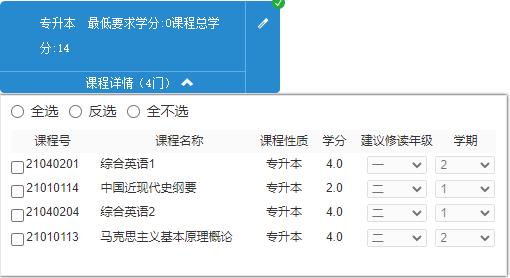 专升本 最低要求学分:0课程总学
分:14
课程详情（4门）
全选 反选 全不选
课程号 课程名称 课程性质 学分 建议修读年级 学期
21040201 综合英语1 专升本 4.0 一 2
21010114 中国近现代史纲要 专升本 2.0 二 1
21040204 综合英语2 专升本 4.0 二 1
21010113 马克思主义基本原理概论 专升本 4.0 二 2